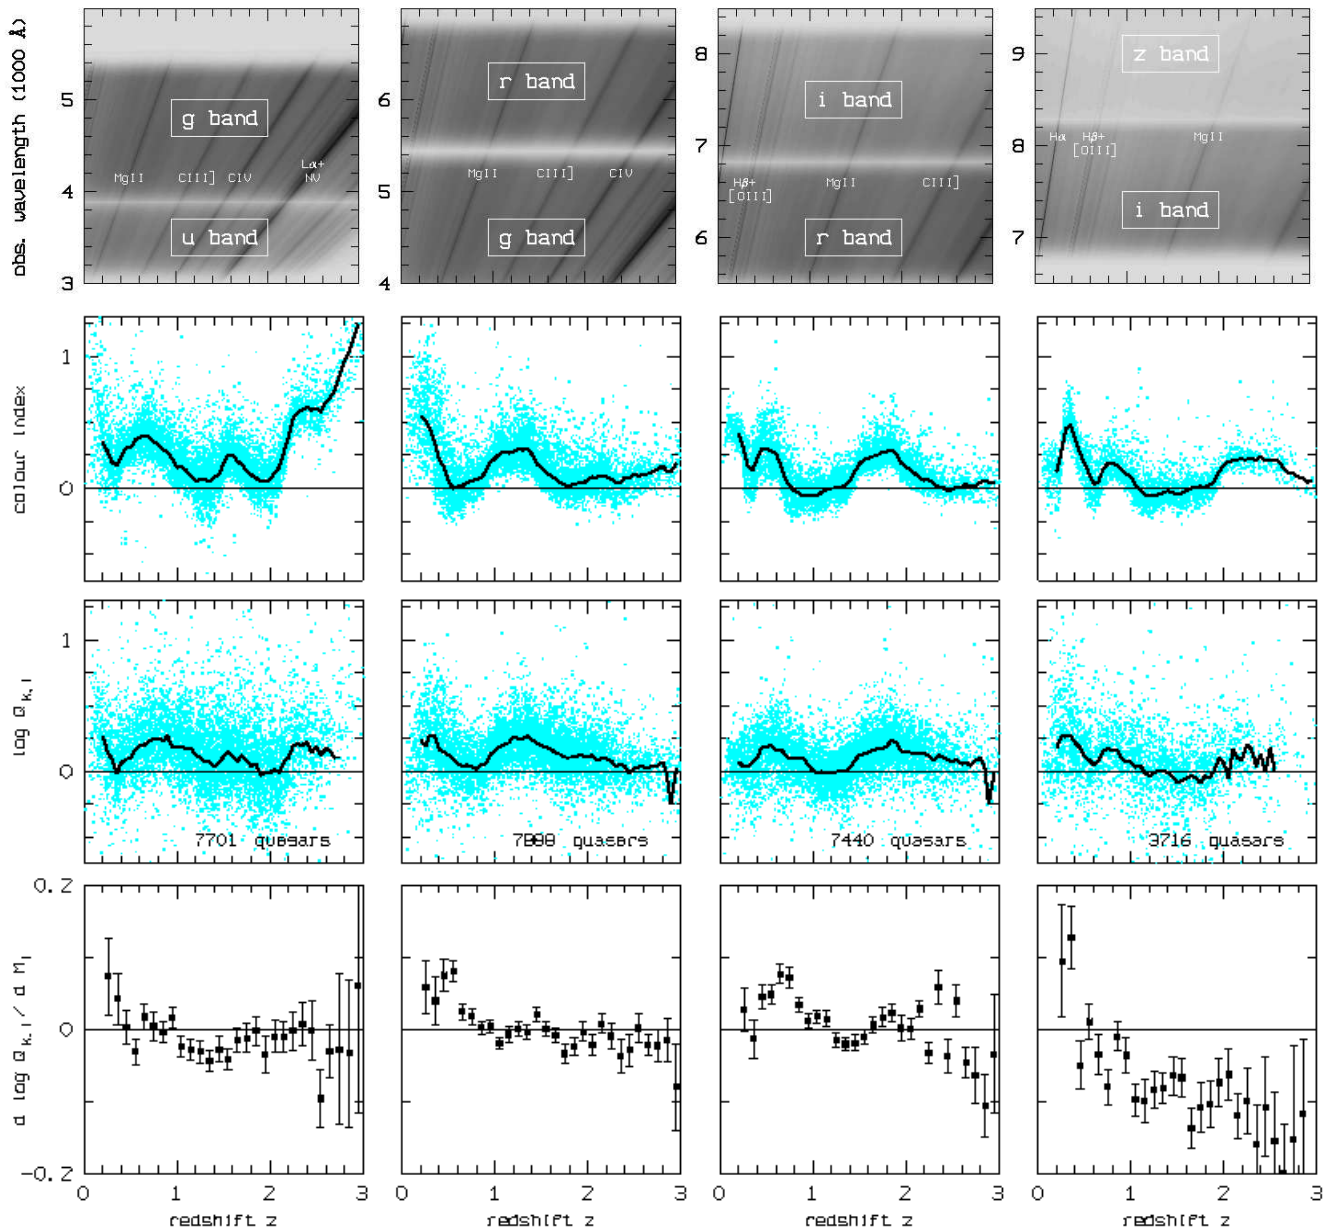 obs. wavelength (1000 Å)
5
4
3
g band
MgII CIII] CIV Lα+
NV
u band
6
5
4
r band
MgII CIII] CIV
g band
8
7
6
i band
Hβ+
[OIII] MgII CIII]
r band
9
8
7
z band
Hα Hβ+
[OIII] MgII
i band
colour index
1
0
log Q k,l
1
0
7701 quasars
quasars
7440 quasars
3716 quasars
d log Q k,l / d M l
0.2
0
-0.2
0 1 2 3
0 1 2 3
0 1 2 3
0 1 2 3
redshift z
redshift z
redshift z
redshift z